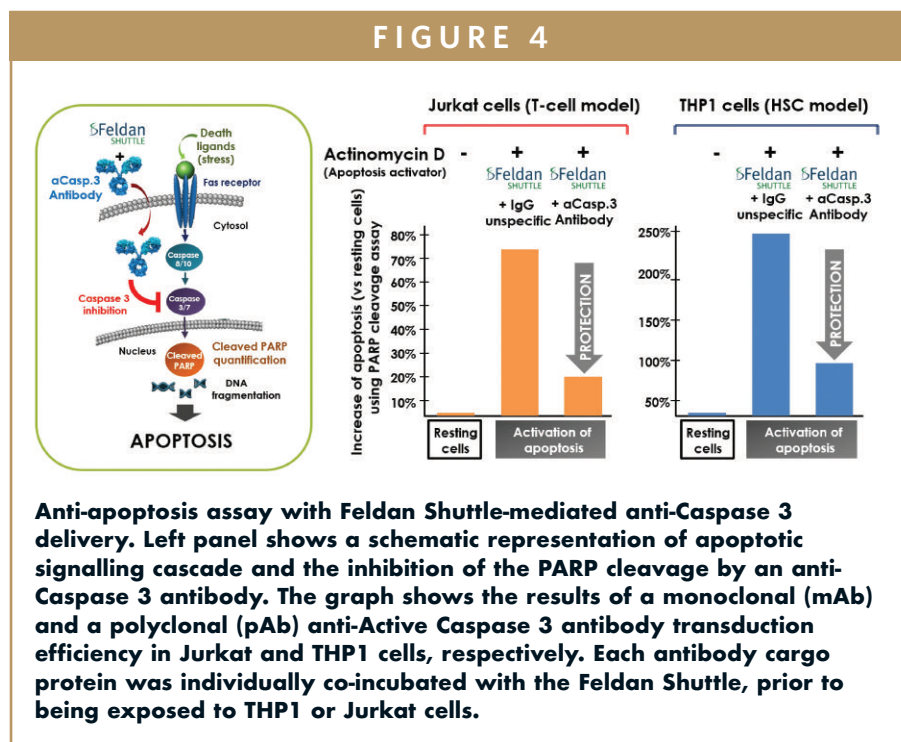 FIGURE 4
Feldan
SHUTTLE
+
aCasp.3
Antibody
Death
ligands
(stress)
Fas receptor
Cytosol
Caspase
8/10
Caspase 3
inhibition
Caspase
3/7
Nucleus
Cleaved
PARP
Cleaved PARP
quantification
DNA
fragmentation
APOPTOSIS
Jurkat cells (T-cell model)
Actinomycin D - + +
(Apoptosis activator)
Feldan Feldan
SHUTTLE SHUTTLE
+ IgG + aCasp.3
unspecific Antibody
Increase of apoptosis (vs resting cells)
using PARP cleavage assay
80%
70%
60%
50%
40%
30%
20%
10%
PROTECTION
Resting
cells
Activation of
apoptosis
THP1 cells (HSC model)
- + +
Feldan Feldan
SHUTTLE SHUTTLE
+ IgG + aCasp.3
unspecific Antibody
250%
200%
150%
100%
50%
PROTECTION
Resting
cells
Activation of
apoptosis
Anti-apoptosis assay with Feldan Shuttle-mediated anti-Caspase 3
delivery. Left panel shows a schematic representation of apoptotic
signalling cascade and the inhibition of the PARP cleavage by an anti-
Caspase 3 antibody. The graph shows the results of a monoclonal (mAb)
and a polyclonal (pAb) anti-Active Caspase 3 antibody transduction
efficiency in Jurkat and THP1 cells, respectively. Each antibody cargo
protein was individually co-incubated with the Feldan Shuttle, prior to
being exposed to THP1 or Jurkat cells.